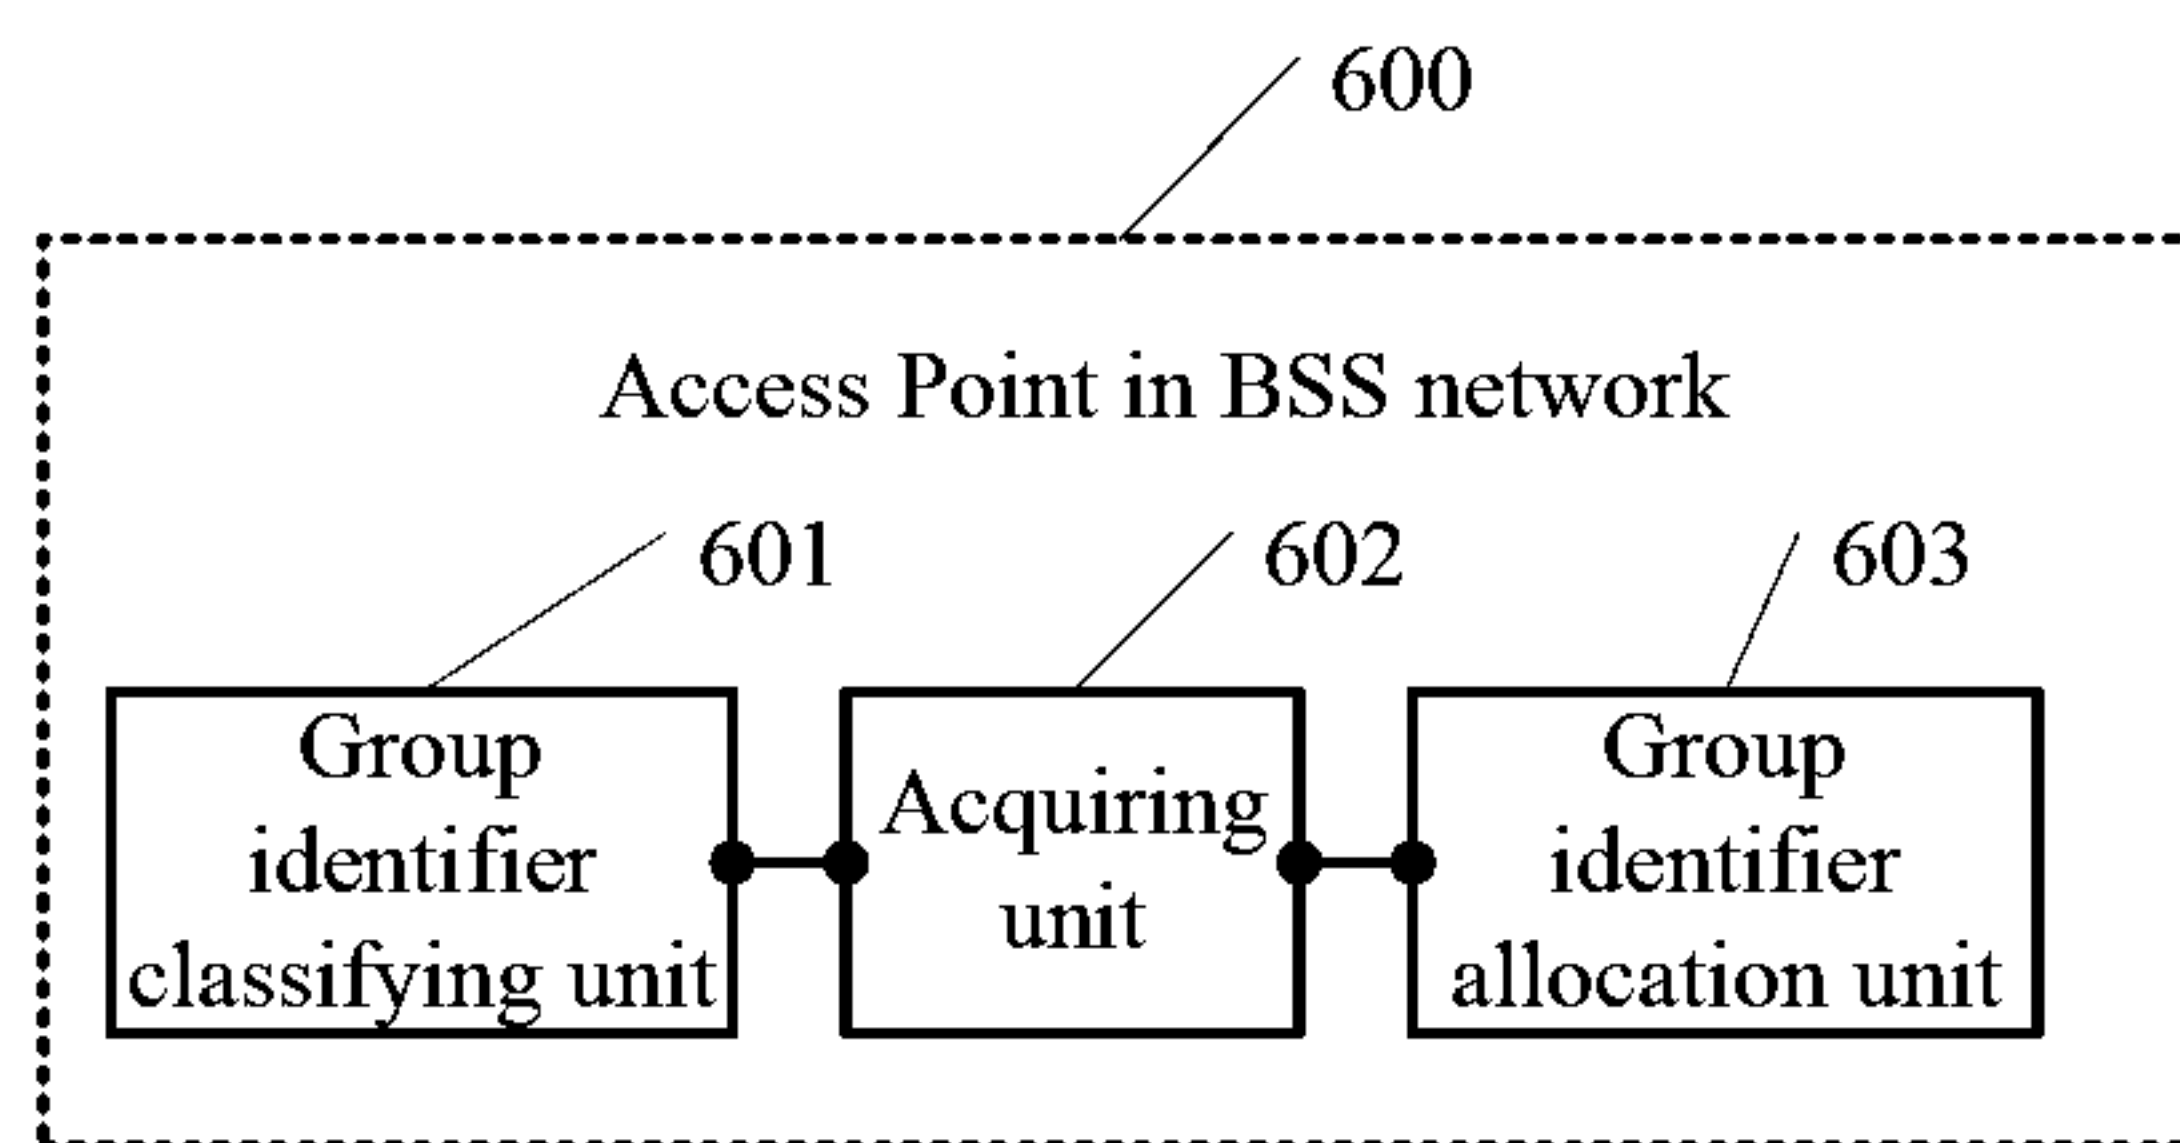 600
Access Point in BSS network
601
602
603
Group
identifier
classifying unit
Acquiring
unit
Group
identifier
allocation unit